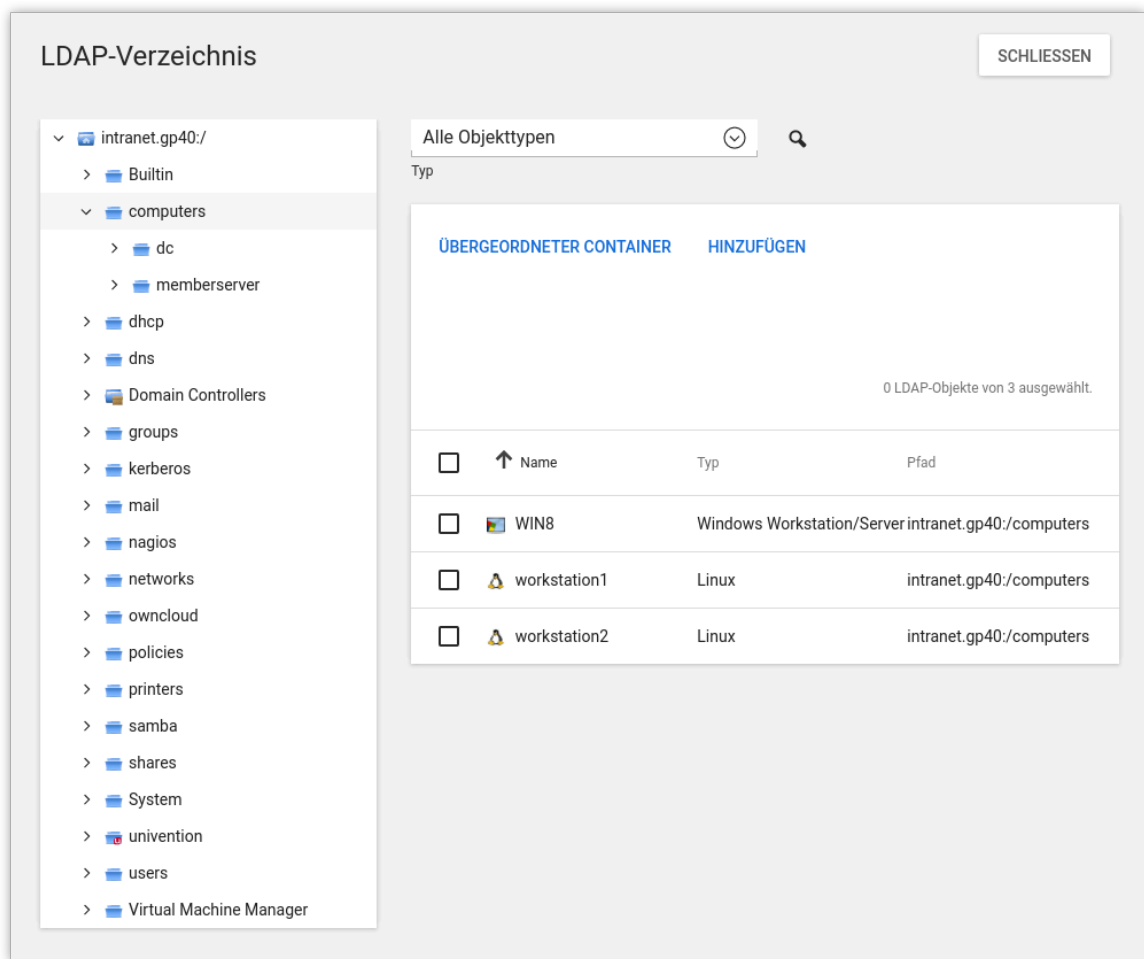 LDAP-Verzeichnis
SCHLIESSEN
intranet.gp40:/
Builtin
computers
dc
memberserver
dhcp
dns
Domain Controllers
groups
kerberos
mail
nagios
networks
owncloud
policies
printers
samba
shares
System
univention
users
Virtual Machine Manager
Alle Objekttypen
Typ
ÜBERGEORDNETER CONTAINER HINZUFÜGEN
0 LDAP-Objekte von 3 ausgewählt.
Name Typ Pfad
WIN8 Windows Workstation/Server intranet.gp40:/computers
workstation1 Linux intranet.gp40:/computers
workstation2 Linux intranet.gp40:/computers